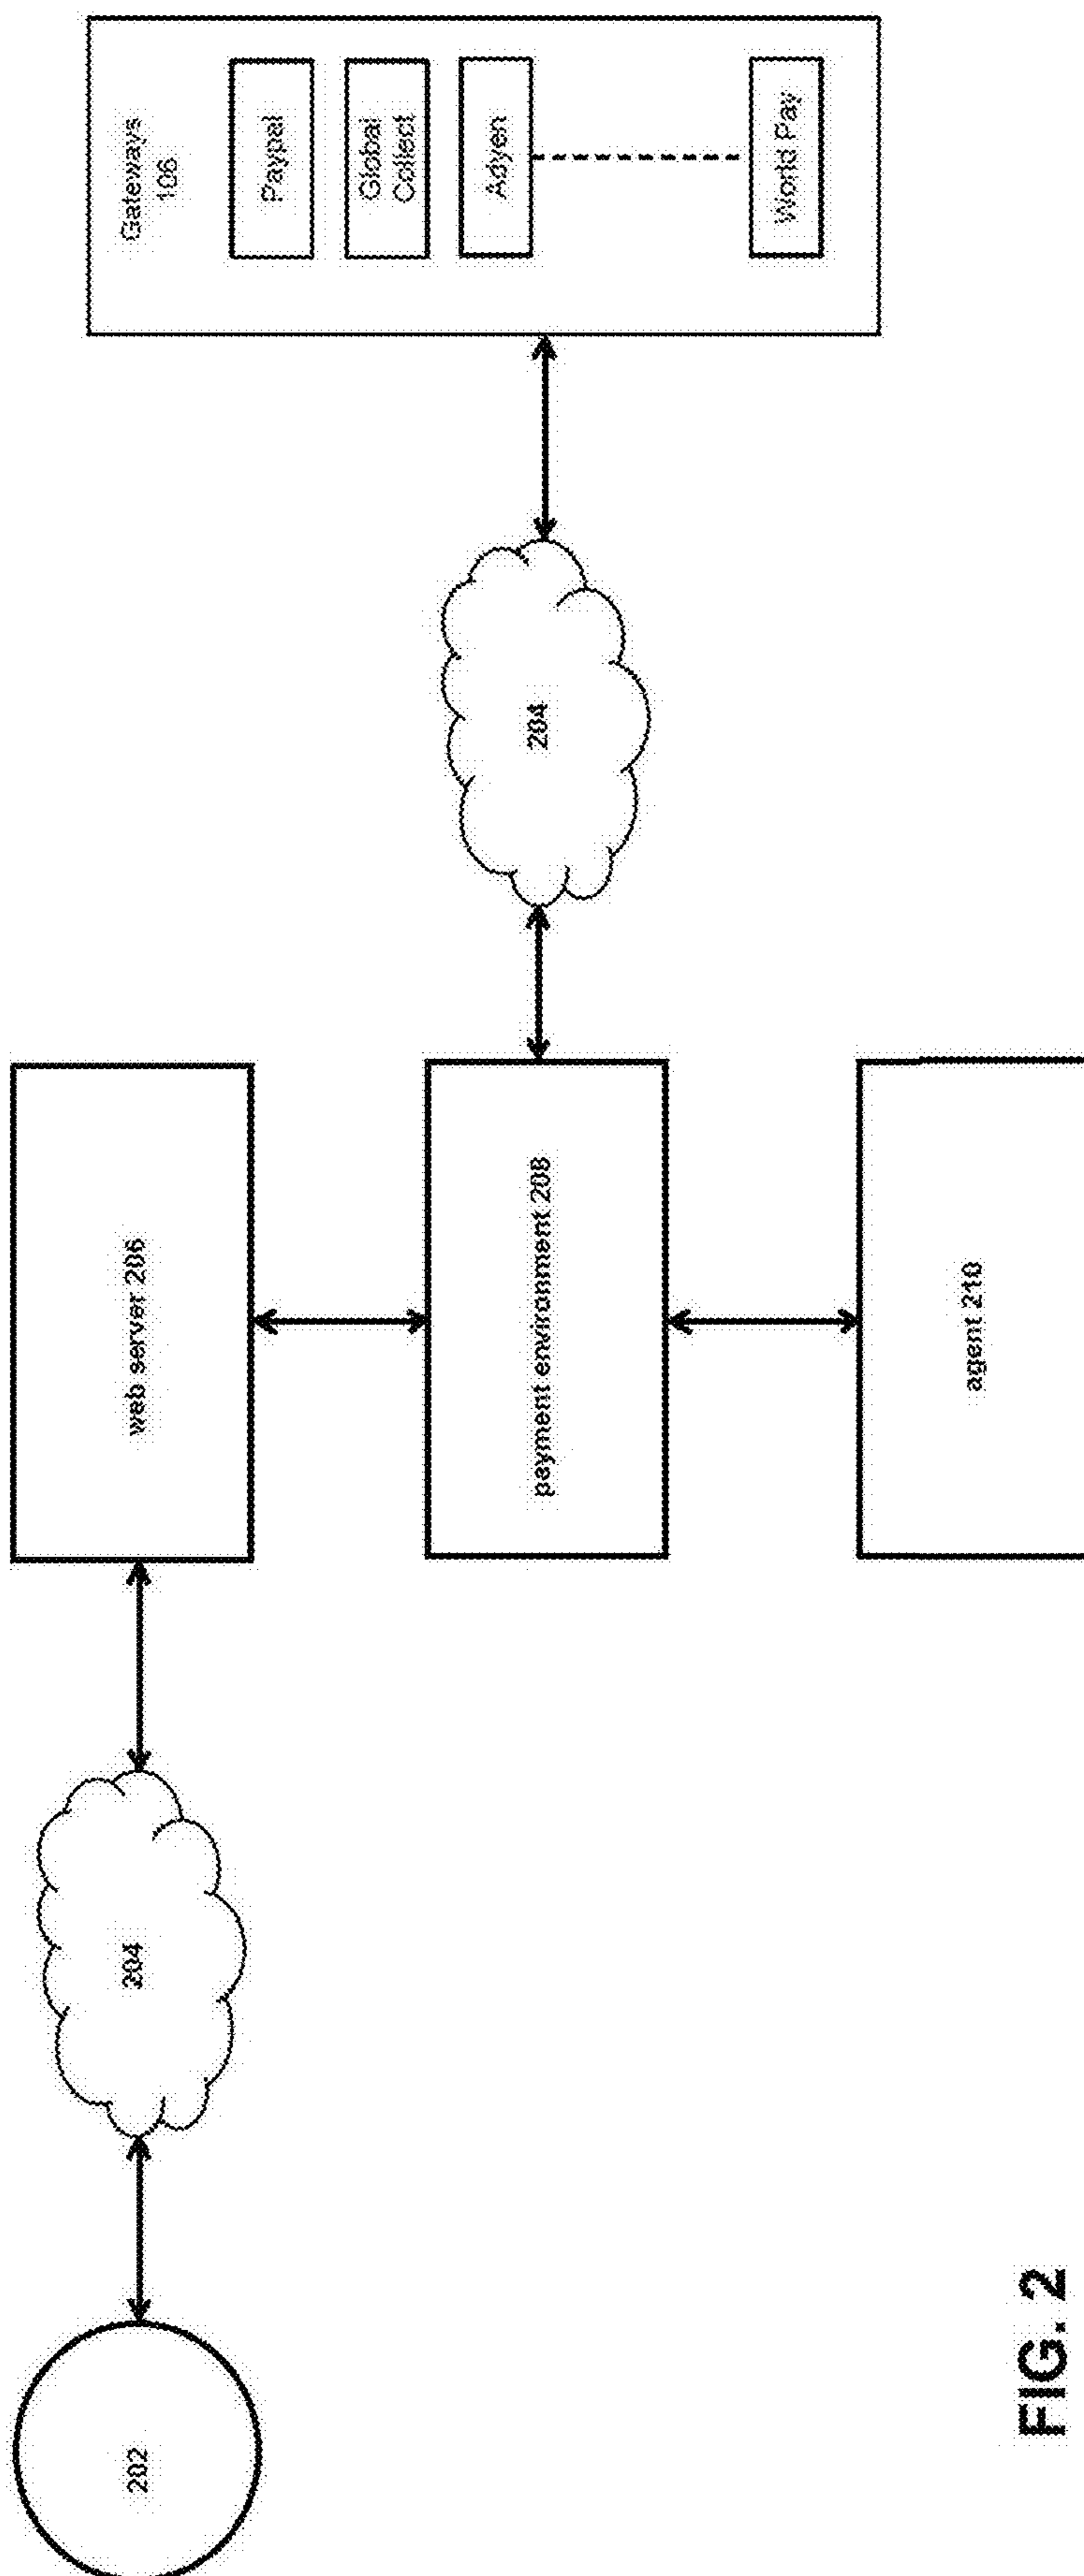 202
204
web server 206
payment environment 208
agent 210
204
Gateways
106
Paypal
Global
Collect
Adyen
World Pay
FIG. 2